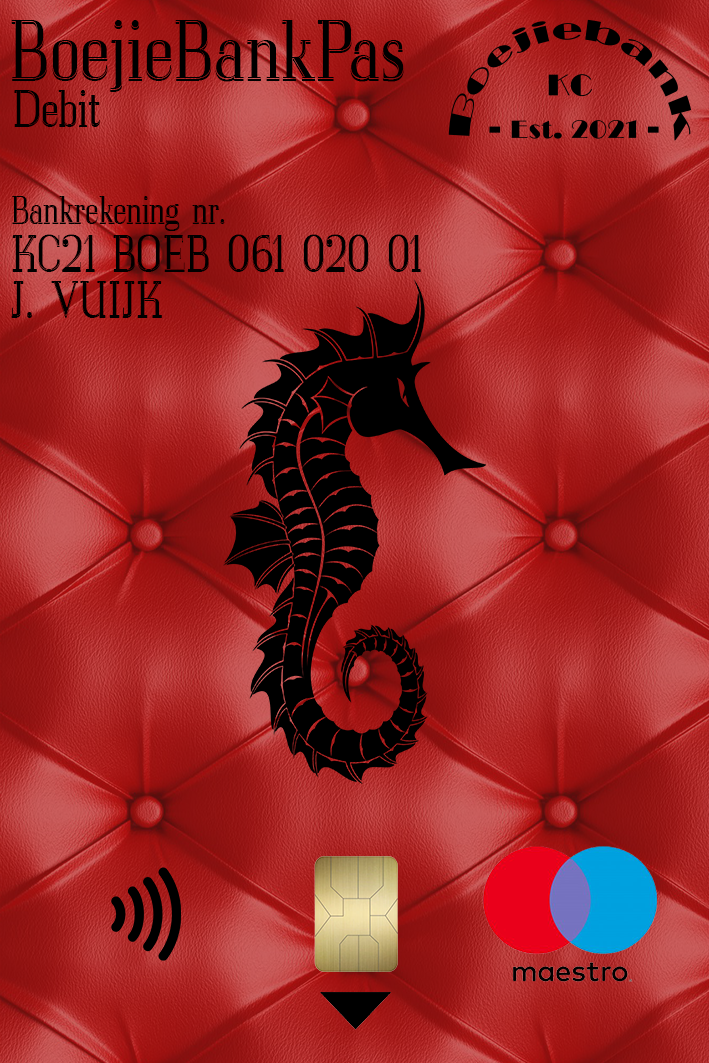 BoejieBankPas
Debit
Boejiebank
KC
- Est. 2021 -
Bankrekening nr.
KC21 BOEB 061 020 01
J. VUIJK
maestro